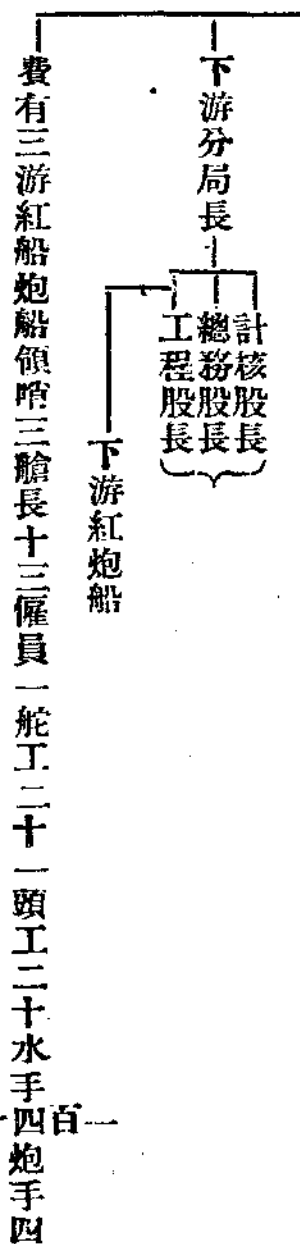 下游分局長
計核股長
總務股長
工程股長
下游紅炮船
費有三游紅船炮船領哨三艙長十三僱員一舵工二十一頭工二十水手四百一
炮手四